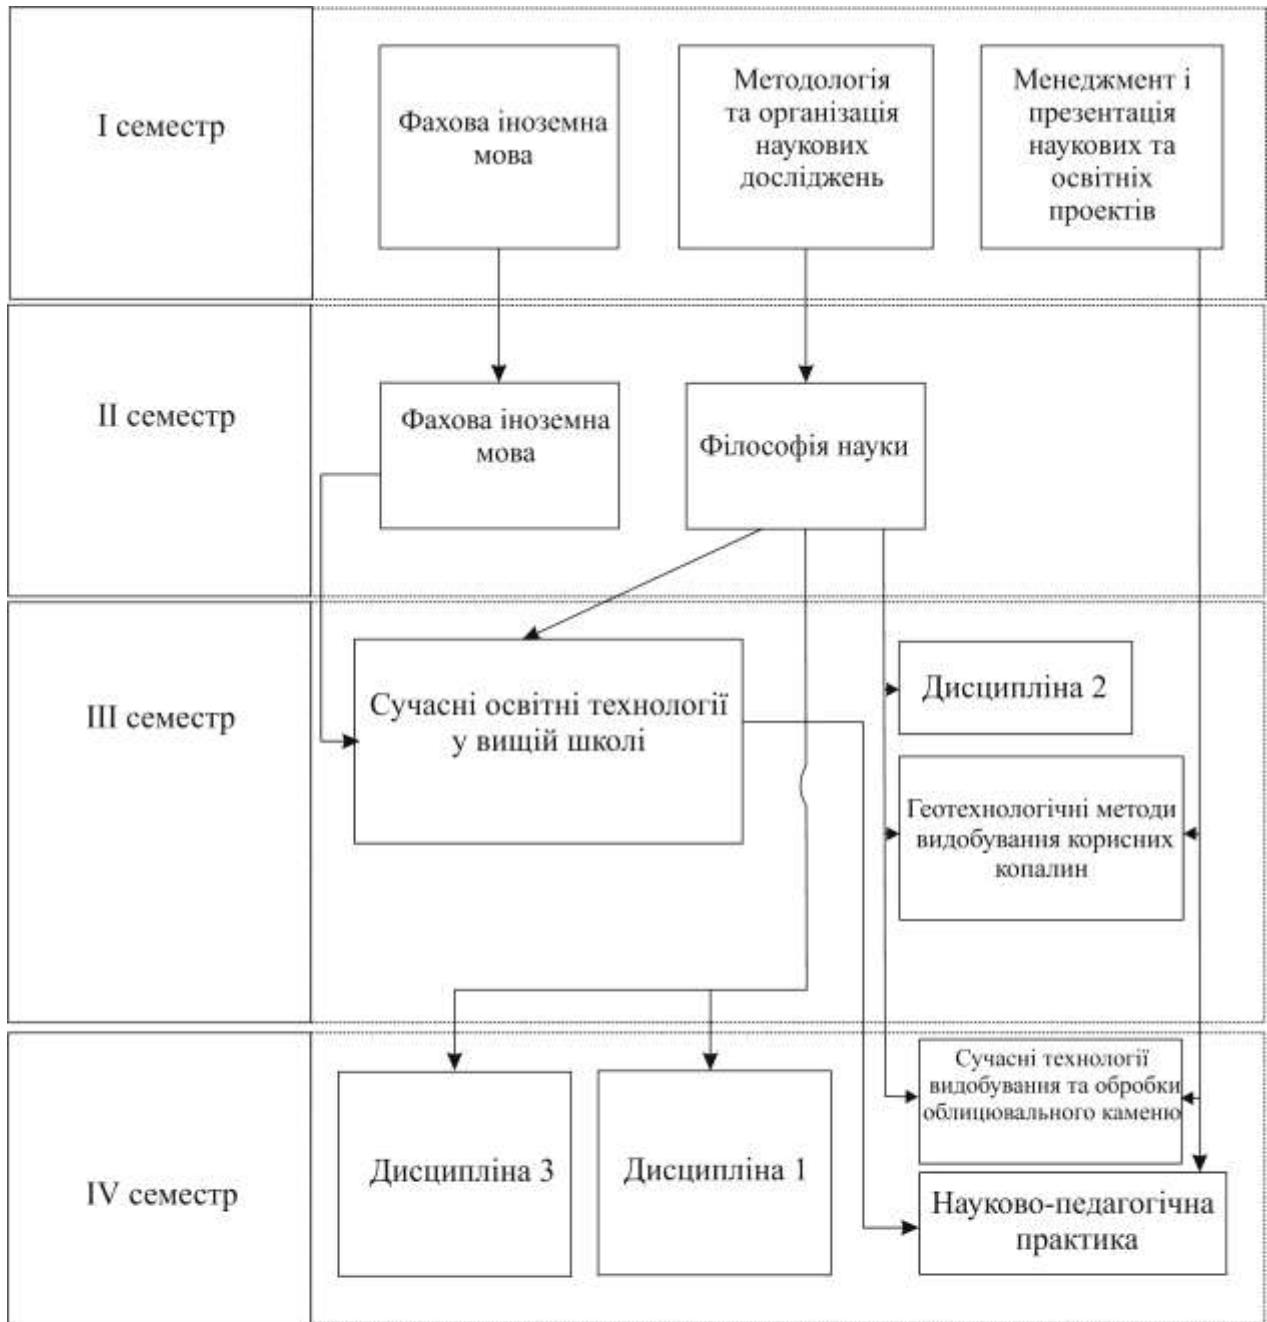 І семестр
Фахова іноземна
мова
Методологія
та організація
наукових
досліджень
Менеджмент і
презентація
наукових та
освітніх
проектів
ІІ семестр
Фахова іноземна
мова
Філософія науки
ІІІ семестр
Сучасні освітні технології
у вищій школі
Дисципліна 2
Геотехнологічні методи
видобування корисних
копалин
IV семестр
Дисципліна 3
Дисципліна 1
Сучасні технології
видобування та обробки
облицювального каменю
Науково-педагогічна
практика